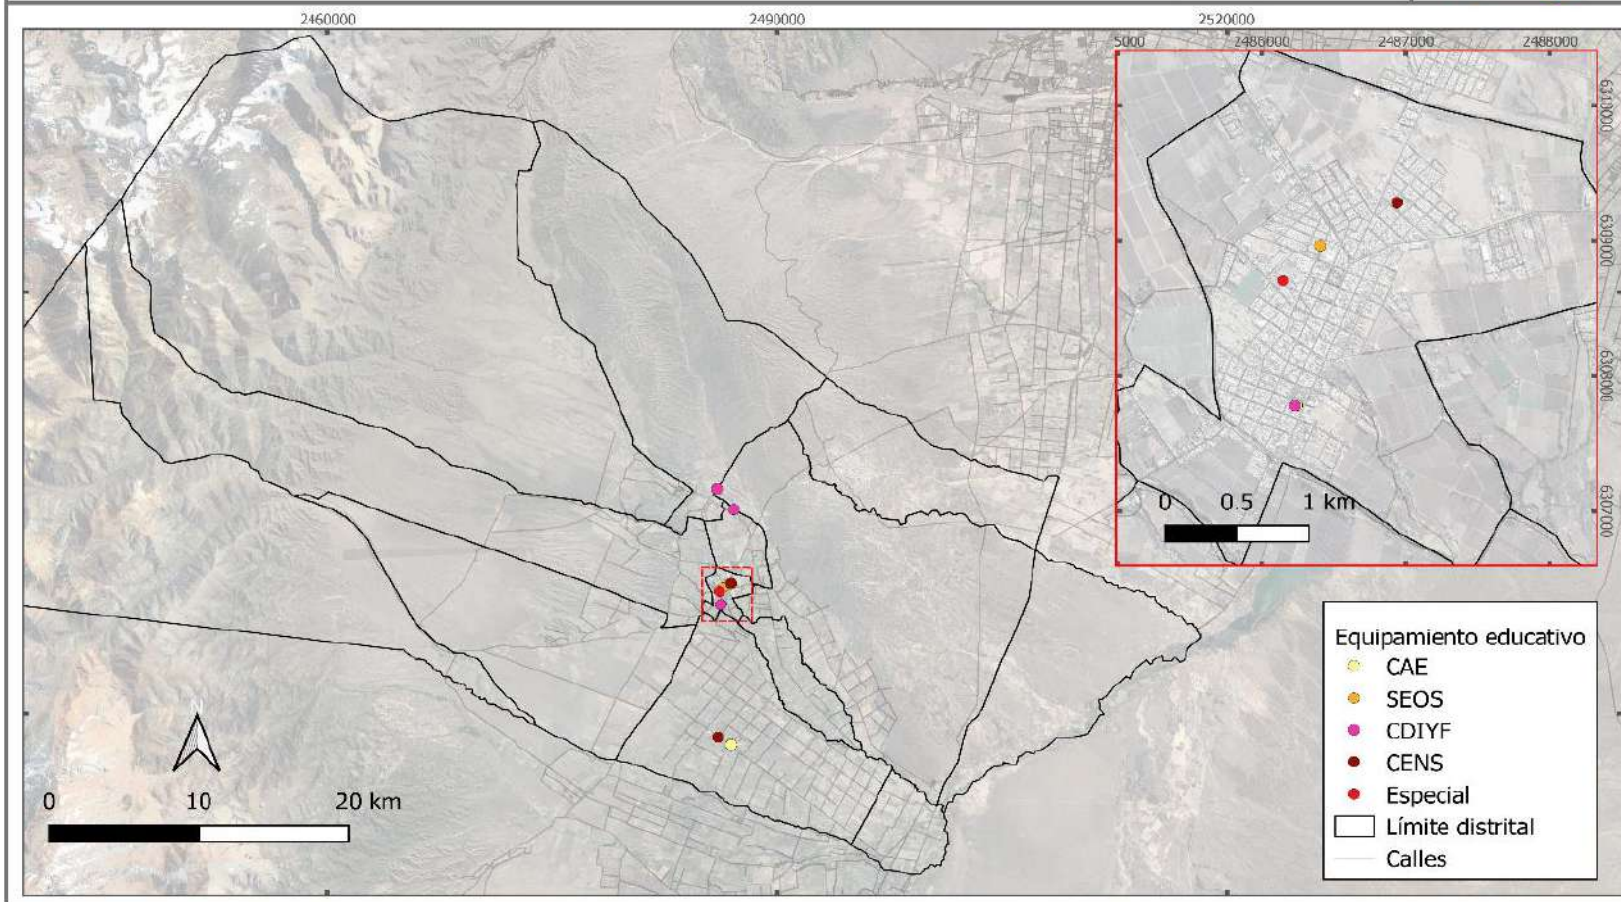 2460000
2490000
2520000
5000
2486000
2487000
2488000
6310000
6309000
6308000
6307000
0 0.5 1 km
N
0 10 20 km
Equipamiento educativo
CAE
SEOS
CDIYF
CENS
Especial
Límite distrital
Calles